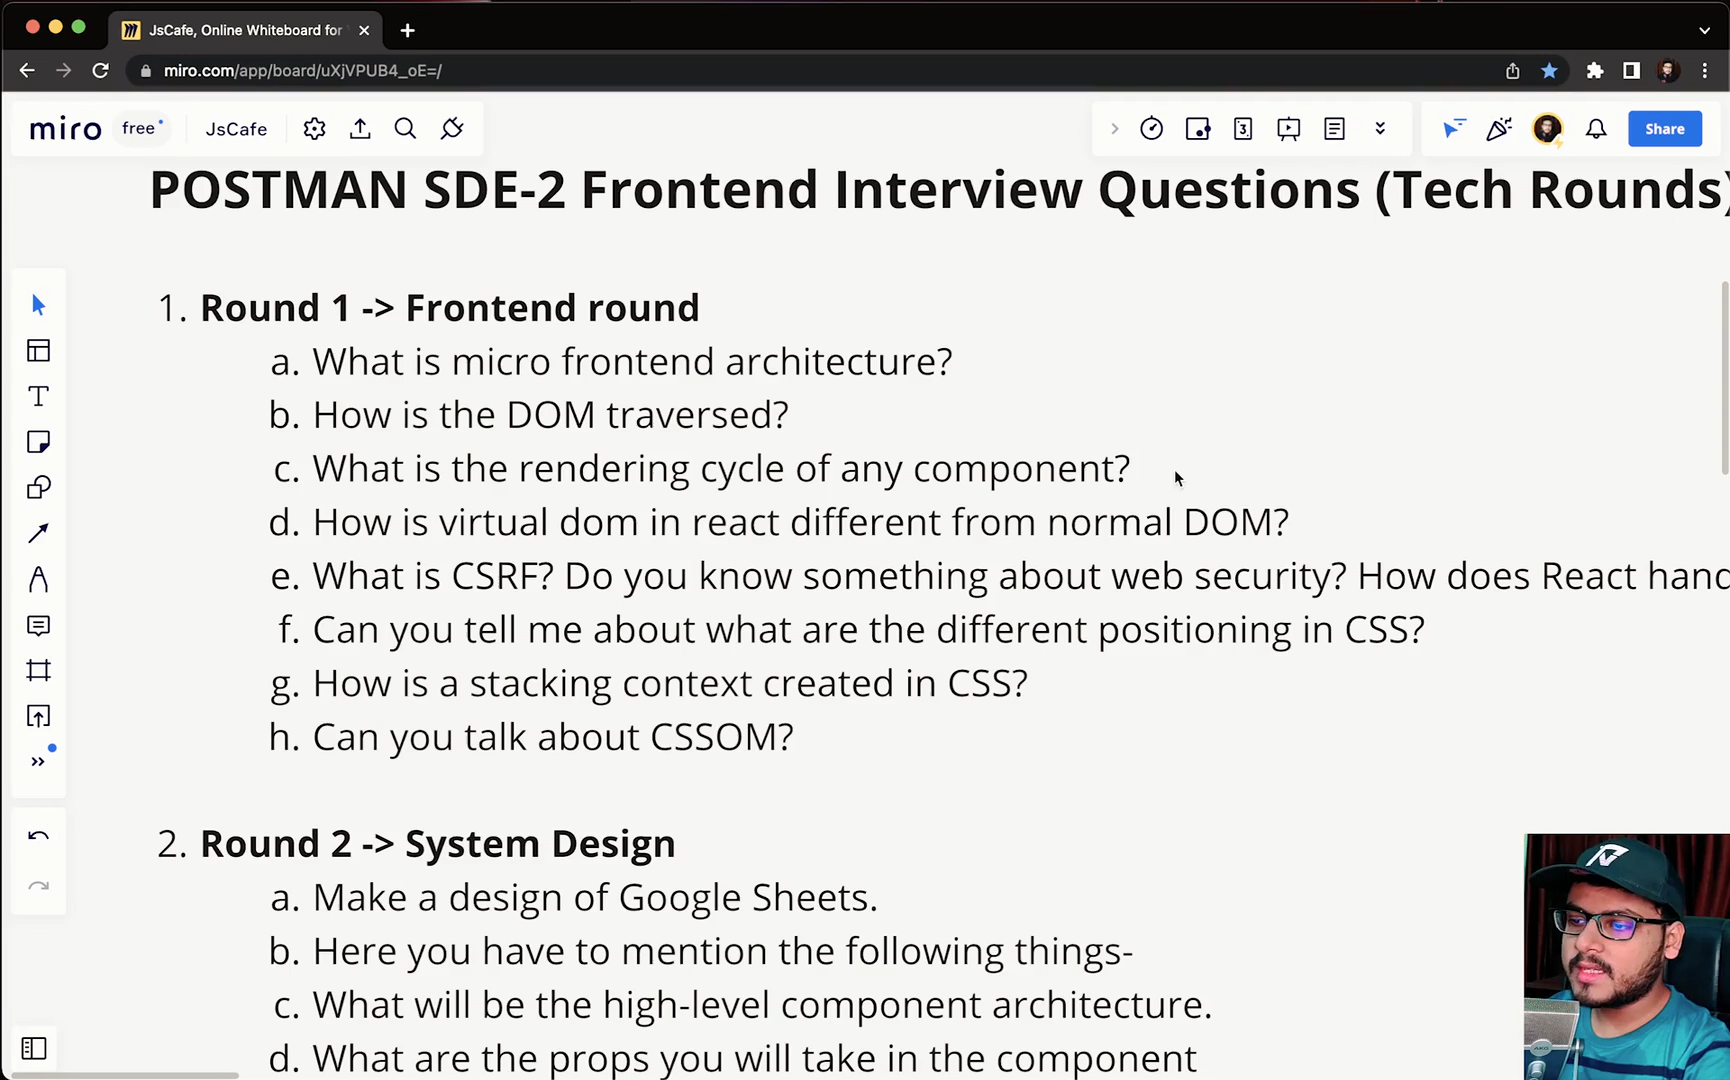 JsCafe, Online Whiteboard for
miro.com/app/board/uXjVPUB4_oE=/
miro free JsCafe Share
POSTMAN SDE-2 Frontend Interview Questions (Tech Rounds)
1. Round 1 -> Frontend round
a. What is micro frontend architecture?
b. How is the DOM traversed?
c. What is the rendering cycle of any component?
d. How is virtual dom in react different from normal DOM?
e. What is CSRF? Do you know something about web security? How does React hand
f. Can you tell me about what are the different positioning in CSS?
g. How is a stacking context created in CSS?
h. Can you talk about CSSOM?
2. Round 2 -> System Design
a. Make a design of Google Sheets.
b. Here you have to mention the following things-
c. What will be the high-level component architecture.
d. What are the props you will take in the component